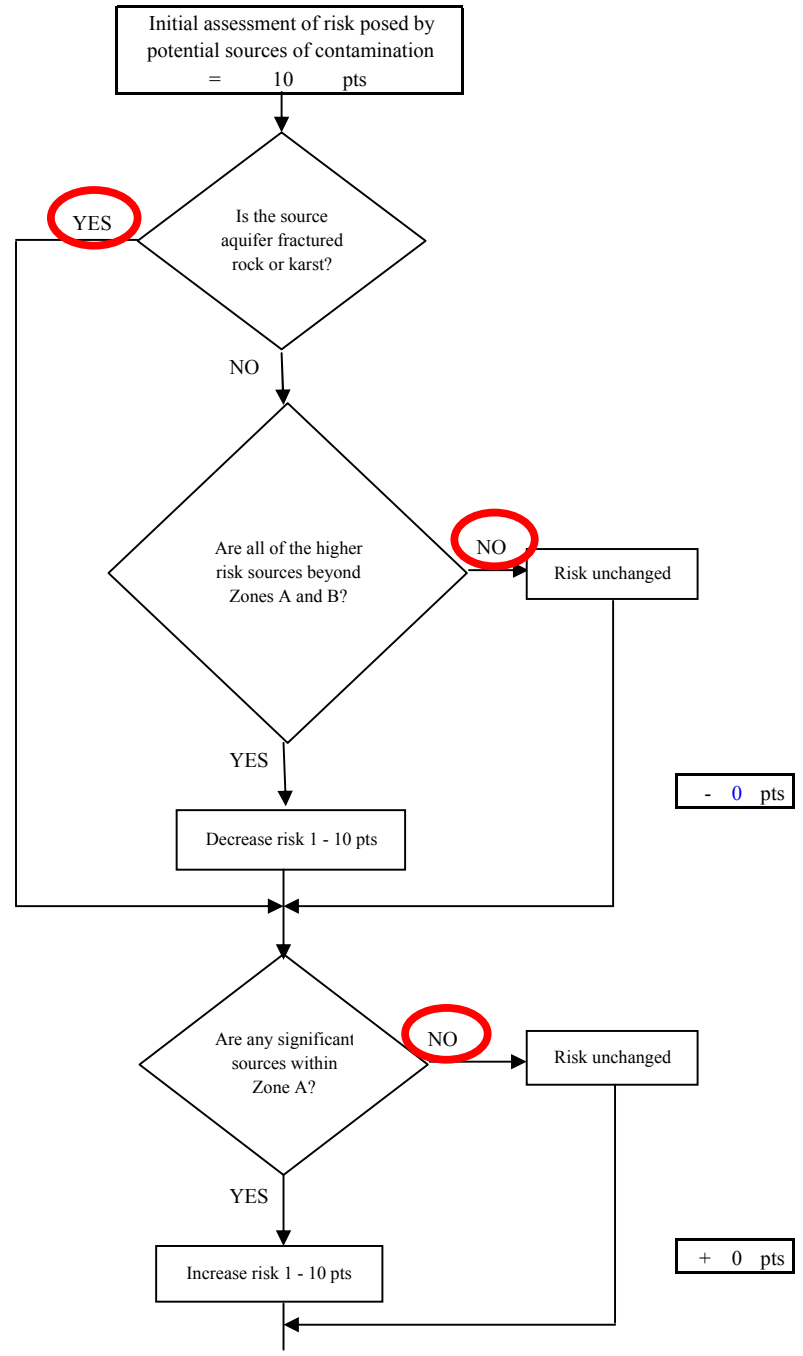 Initial assessment of risk posed by
potential sources of contamination
= 10 pts
YES
Is the source
aquifer fractured
rock or karst?
NO
Are all of the higher
risk sources beyond
Zones A and B?
NO
Risk unchanged
YES
- 0 pts
Decrease risk 1 - 10 pts
Are any significant
sources within
Zone A?
NO
Risk unchanged
YES
+ 0 pts
Increase risk 1 - 10 pts